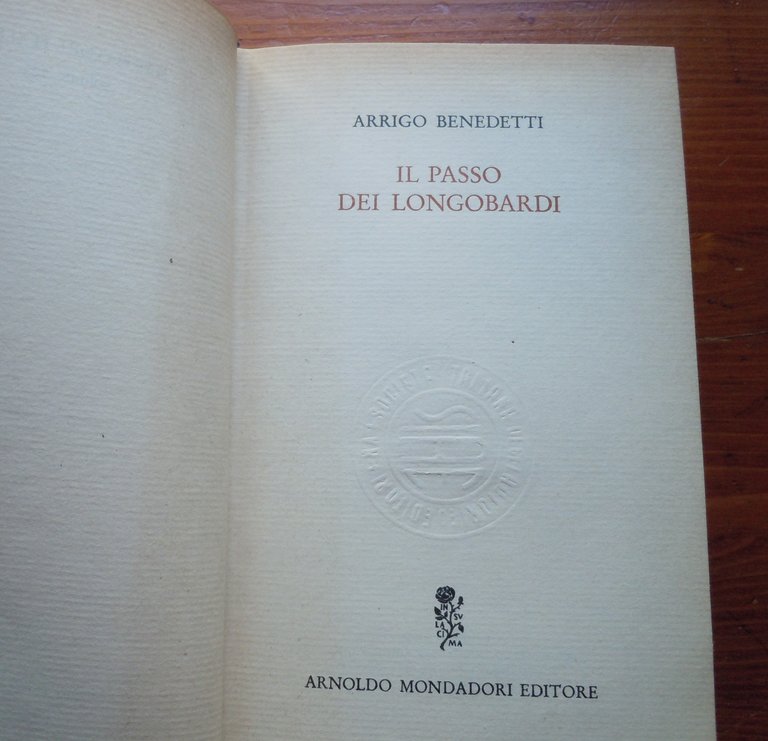 ARRIGO BENEDETTI
IL PASSO
DEI LONGOBARDI
IN
LA
SV
CI
MA
ARNOLDO MONDADORI EDITORE